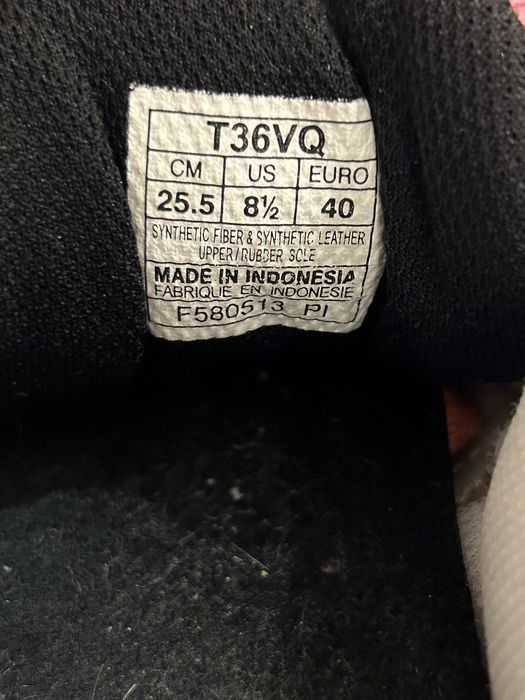 T36VQ
CM US EURO
25.5 8½ 40
SYNTHETIC FIBER & SYNTHETIC LEATHER
UPPER/RUBBER SOLE
MADE IN INDONESIA
FABRIQUE EN INDONESIE
F580513 PI